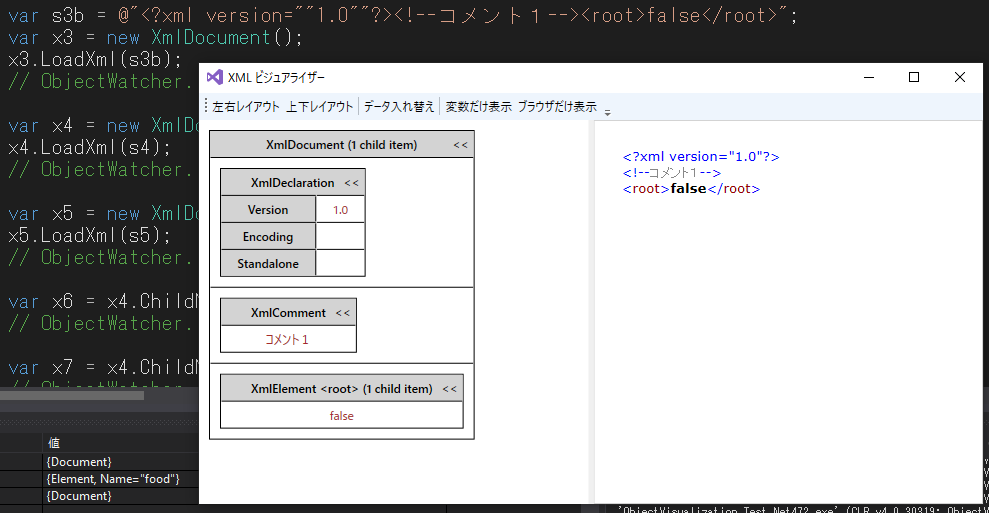 var s3b = @"<?xml version=""1.0""?><!--コメント１--><root>false</root>";
var x3 = new XmlDocument();
x3.LoadXml(s3b);
// ObjectWatcher.
var x4 = new XmlDo
x4.LoadXml(s4);
// ObjectWatcher.
var x5 = new XmlDo
x5.LoadXml(s5);
// ObjectWatcher.
var x6 = x4.ChildN
// ObjectWatcher.
var x7 = x4.ChildN
// ObjectWatcher.
XML ビジュアライザー
左右レイアウト 上下レイアウト データ入れ替え 変数だけ表示 ブラウザだけ表示
XmlDocument (1 child item) <<
XmlDeclaration <<
Version 1.0
Encoding
Standalone
XmlComment <<
コメント１
XmlElement <root> (1 child item) <<
false
<?xml version="1.0"?>
<!--コメント１-->
<root>false</root>
値
{Document}
{Element, Name="food"}
{Document}
'ObjectVisualization.Test.Net472.exe' (CLR v4.0.30319: ObjectV